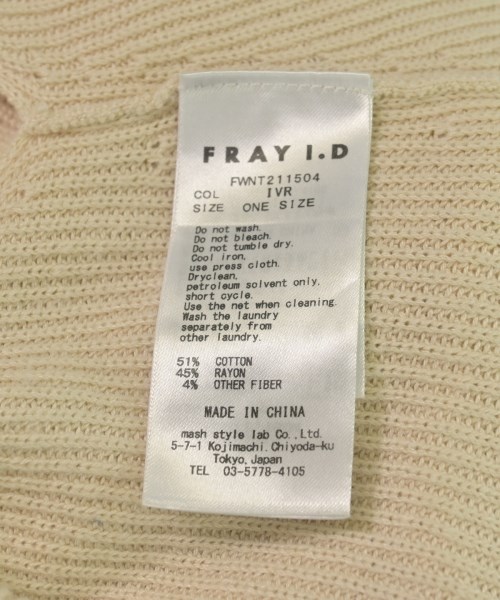 FRAY I.D
FWNT211504
COL IVR
SIZE ONE SIZE
Do not wash.
Do not bleach.
Do not tumble dry.
Cool iron.
use press cloth.
Dryclean.
petroleum solvent only.
short cycle.
Use the net when cleaning.
Wash the laundry
separately from
other laundry.
51% COTTON
45% RAYON
4% OTHER FIBER
MADE IN CHINA
mash style lab Co.,Ltd.
5-7-1 Kojimachi.Chiyoda-ku
Tokyo,Japan
TEL 03-5778-4105